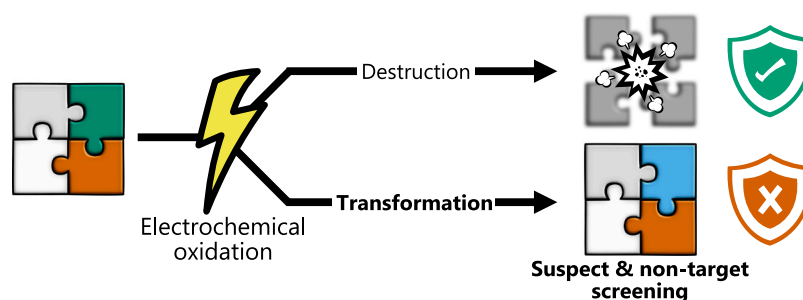 Destruction
Electrochemical
oxidation
Transformation
Suspect & non-target
screening